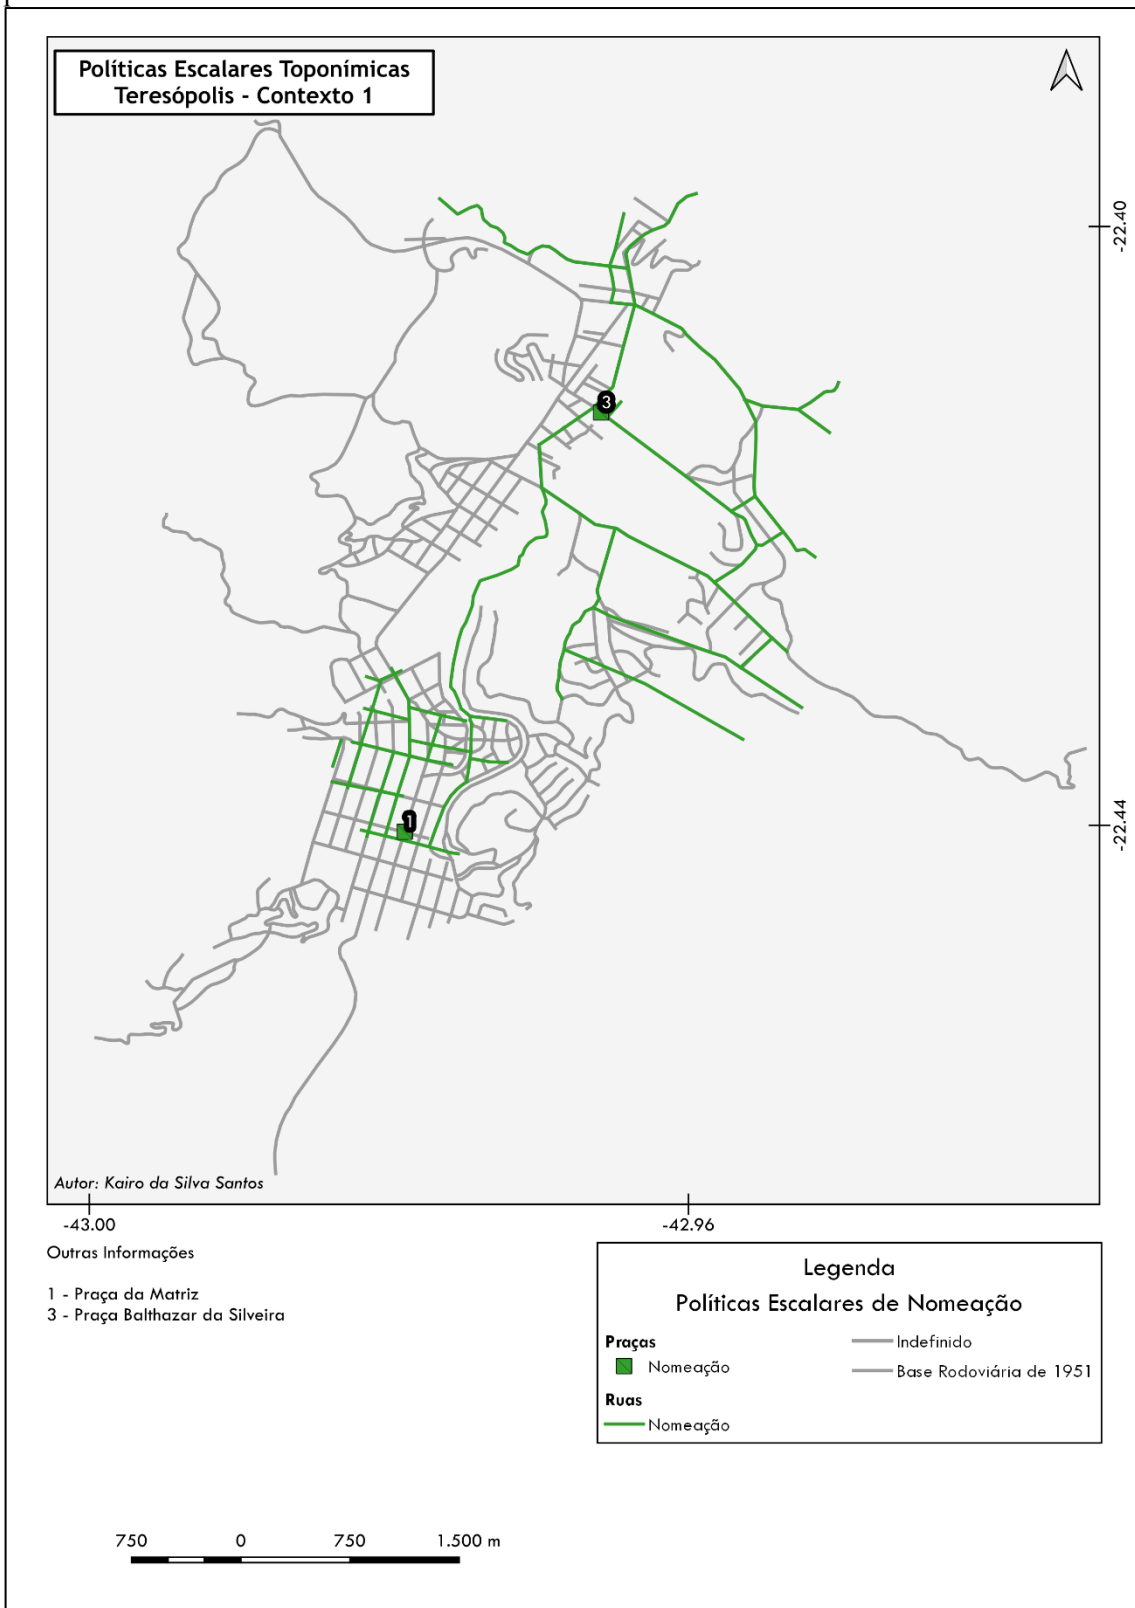 Políticas Escalares Toponímicas
Teresópolis - Contexto 1
-22.40
3
1
-22.44
Autor: Kairo da Silva Santos
-43.00
-42.96
Outras Informações
1 - Praça da Matriz
3 - Praça Balthazar da Silveira
Legenda
Políticas Escalares de Nomeação
Praças
Nomeação
Ruas
Nomeação
Indefinido
Base Rodoviária de 1951
750 0 750 1.500 m